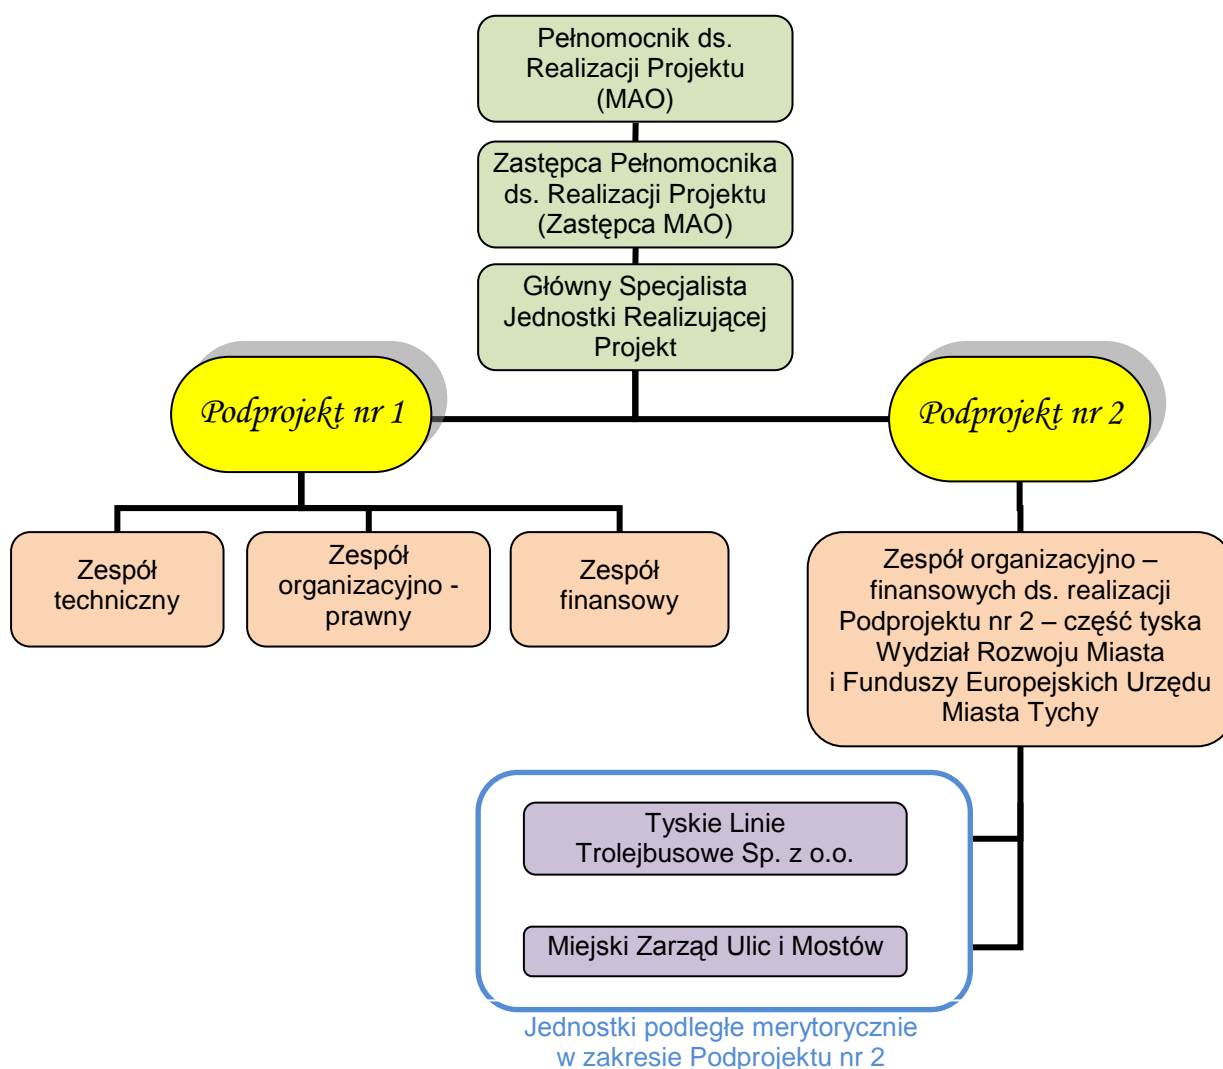 Pełnomocnik ds.
Realizacji Projektu
(MAO)
Zastępca Pełnomocnika
ds. Realizacji Projektu
(Zastępca MAO)
Główny Specjalista
Jednostki Realizującej
Projekt
Podprojekt nr 1
Podprojekt nr 2
Zespół
techniczny
Zespół
organizacyjno -
prawny
Zespół
finansowy
Zespół organizacyjno –
finansowych ds. realizacji
Podprojektu nr 2 – część tyska
Wydział Rozwoju Miasta
i Funduszy Europejskich Urzędu
Miasta Tychy
Tyskie Linie
Trolejbusowe Sp. z o.o.
Miejski Zarząd Ulic i Mostów
Jednostki podległe merytorycznie
w zakresie Podprojektu nr 2